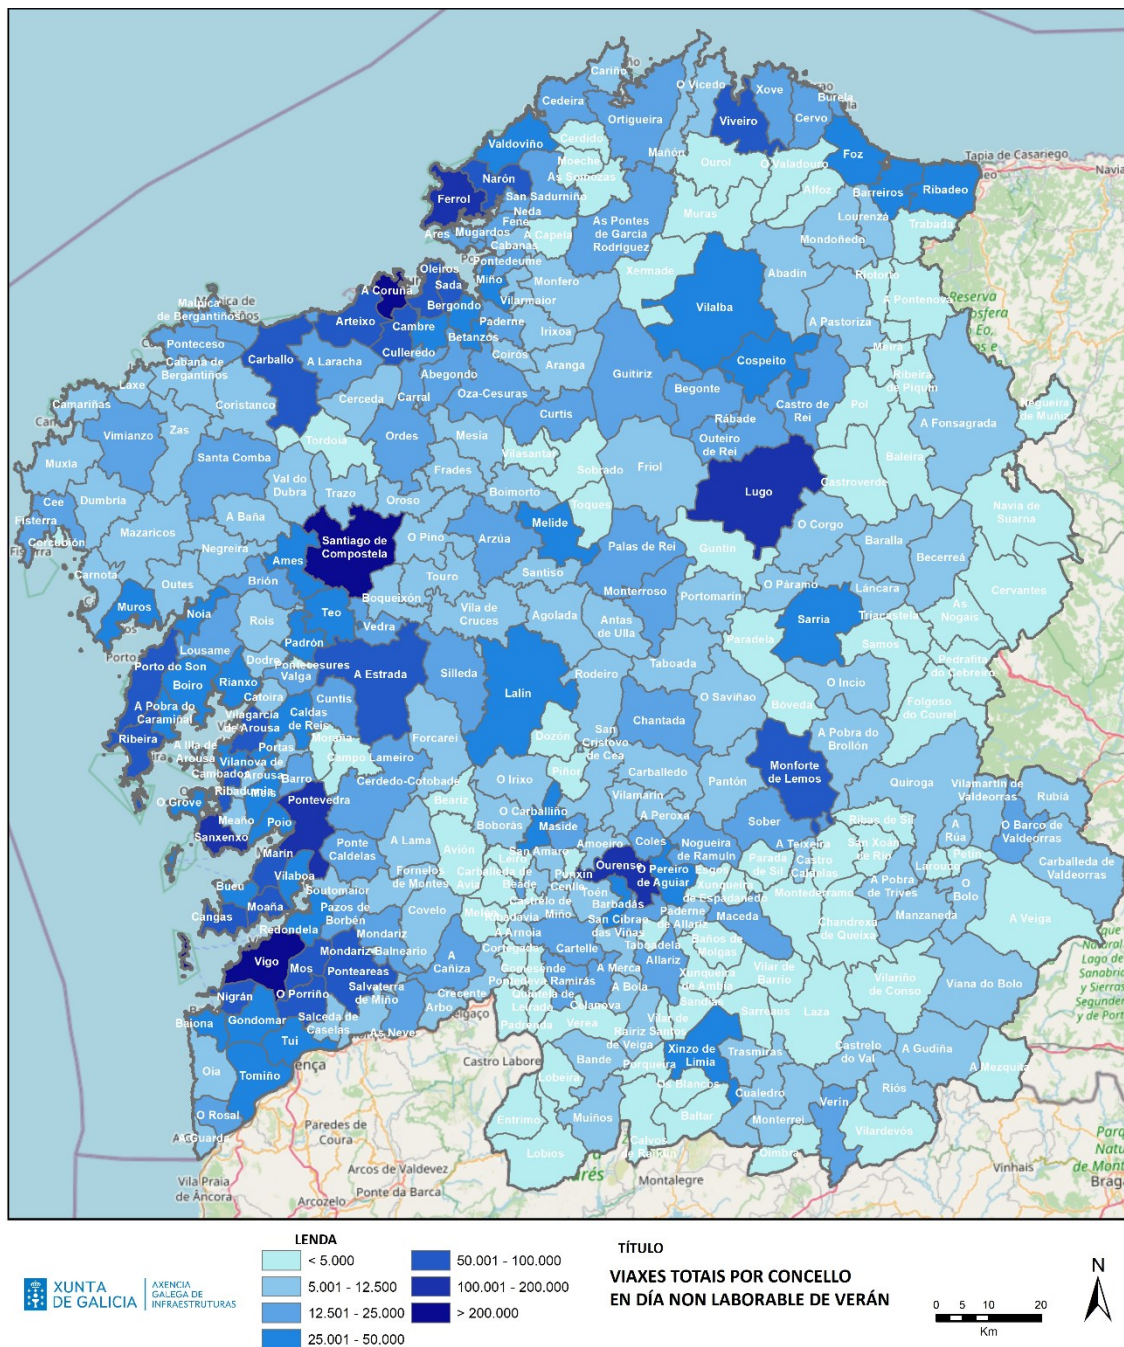 Cariño
O Vicedo
Xove
Burela
Cedeira
Ortigueira
Viveiro
Cervo
Valdoviño
Cerdido
Mañón
Ourol
O Valadouro
Foz
Tapia de Casariego
Moeche
As Somozas
Narón
Ferrol
San Sadurniño
Neda
Fene
Alfoz
Barreiros
Ribadeo
Muras
Lourenzá
Trabada
As Pontes
de García
Rodríguez
Ares
Mugardos
A Capela
Cabanas
Mondoñedo
Pontedeume
Xermade
Abadín
Riotorto
Oleiros
Sada
Miño
Monfero
A Coruña
Bergondo
Vilarmaior
Vilalba
A Pontenova
Malpica
de Bergantiños
Arteixo
Cambre
Paderne
Irixoa
A Pastoriza
Ponteceso
Carballo
A Laracha
Culleredo
Betanzos
Coirós
Aranga
Guitiriz
Cospeito
Meira
Cabana de
Bergantiños
Abegondo
Ribeira
de Piquín
Laxe
Cerceda
Carral
Oza-Cesuras
Begonte
Castro de
Rei
Pol
A Fonsagrada
Negueira
de Muñiz
Camariñas
Coristanco
Curtis
Rábade
Vimianzo
Zas
Tordoia
Ordes
Mesía
Vilasantar
Outeiro
de Rei
Baleira
Muxia
Santa Comba
Frades
Sobrado
Friol
Lugo
Castroverde
Cee
Dumbría
Val do
Dubra
Trazo
Oroso
Boimorto
Toques
Navia de
Suarna
Fisterra
Corcubión
Mazaricos
A Baña
Santiago de
Compostela
O Pino
Arzúa
Melide
Palas de Rei
Guntín
O Corgo
Baralla
Becerreá
Negreira
Ames
Carnota
Outes
Brión
Touro
Santiso
Monterroso
Portomarín
O Páramo
Láncara
Cervantes
Muros
Noia
Rois
Teo
Boqueixón
Vedra
Vila de
Cruces
Agolada
Antas
de Ulla
Paradela
Sarria
Triacastela
As
Nogais
Samos
Lousame
Padrón
Dodro
Pontecesures
Valga
A Estrada
Silleda
Lalín
Rodeiro
Taboada
O Incio
Pedrafita
do Cebreiro
Porto do Son
Boiro
Rianxo
Catoira
Cuntis
O Saviñao
Bóveda
Folgoso
do Courel
A Pobra do
Caramiñal
Vilagarcía
de Arousa
Caldas
de Reis
Moraña
Forcarei
Dozón
San
Cristovo
de Cea
Chantada
A Pobra do
Brollón
Ribeira
A Illa de
Arousa
Portas
Campo Lameiro
Vilanova de
Arousa
Cambados
Barro
Cerdedo-Cotobade
O Irixo
Piñor
Carballedo
Pantón
Monforte
de Lemos
Quiroga
Vilamartín de
Valdeorras
Rubiá
O Grove
Ribadumia
Meis
Pontevedra
Beariz
Vilamarín
A Peroxa
Meaño
Sanxenxo
Poio
O Carballiño
Boborás
Maside
Sober
Ribas de Sil
A
Rúa
O Barco de
Valdeorras
Marín
Ponte
Caldelas
A Lama
Avión
San Amaro
Amoeiro
Coles
Nogueira
de Ramuín
A Teixeira
San Xoán
de Río
Petín
Larouco
Carballeda de
Valdeorras
Vilaboa
Soutomaior
Fornelos
de Montes
Leiro
Carballeda de
Avia
Beade
Punxín
Cenlle
Ourense
O Pereiro
de Aguiar
Esgos
Parada
de Sil
Castro
Caldelas
Bueu
Moaña
Cangas
Redondela
Pazos de
Borbén
Covelo
Melón
Castrelo de
Miño
Ribadavia
Toén
Barbadás
Xunqueira
de Espadanedo
Montederramo
A Pobra
de Trives
O
Bolo
A Arnoia
San Cibrao
das Viñas
Paderne
de Allariz
Maceda
Chandrexa
de Queixa
Manzaneda
A Veiga
Vigo
Mos
Mondariz
Mondariz
Balneario
A
Cañiza
Cortegada
Cartelle
Taboadela
Allariz
Baños de
Molgas
Ponteareas
Nigrán
O Porriño
Salvaterra
de Miño
Crecente
Gomesende
Pontedeva
Ramirás
A Merca
A Bola
Xunqueira
de Ambía
Vilar de
Barrio
Vilariño
de Conso
Viana do Bolo
Baiona
Gondomar
Salceda de
Caselas
As Neves
Arbo
Quintela de
Leirado
Celanova
Sandiás
Sarreaus
Laza
Padrenda
Verea
Vilar de
Santos
Rairiz
de Veiga
Tui
Castro Labore
Oia
Tomiño
Bande
Porqueira
Xinzo de
Limia
Trasmiras
Castrelo
do Val
A Gudiña
A Mezquita
Lobeira
Os Blancos
Cualedro
Riós
O Rosal
Entrimo
Muíños
Baltar
Monterrei
Verín
Vilardevós
A Guarda
Paredes de
Coura
Lobios
Calvos
de Randín
Oímbra
Arcos de Valdevez
Montalegre
Vinhais
Vila Praia
de Âncora
Arcozelo
Ponte da Barca
XUNTA
DE GALICIA
AXENCIA
GALEGA DE
INFRAESTRUTURAS
LENDA
< 5.000
5.001 - 12.500
12.501 - 25.000
25.001 - 50.000
50.001 - 100.000
100.001 - 200.000
> 200.000
TÍTULO
VIAXES TOTAIS POR CONCELLO
EN DÍA NON LABORABLE DE VERÁN
0 5 10 20
Km
N